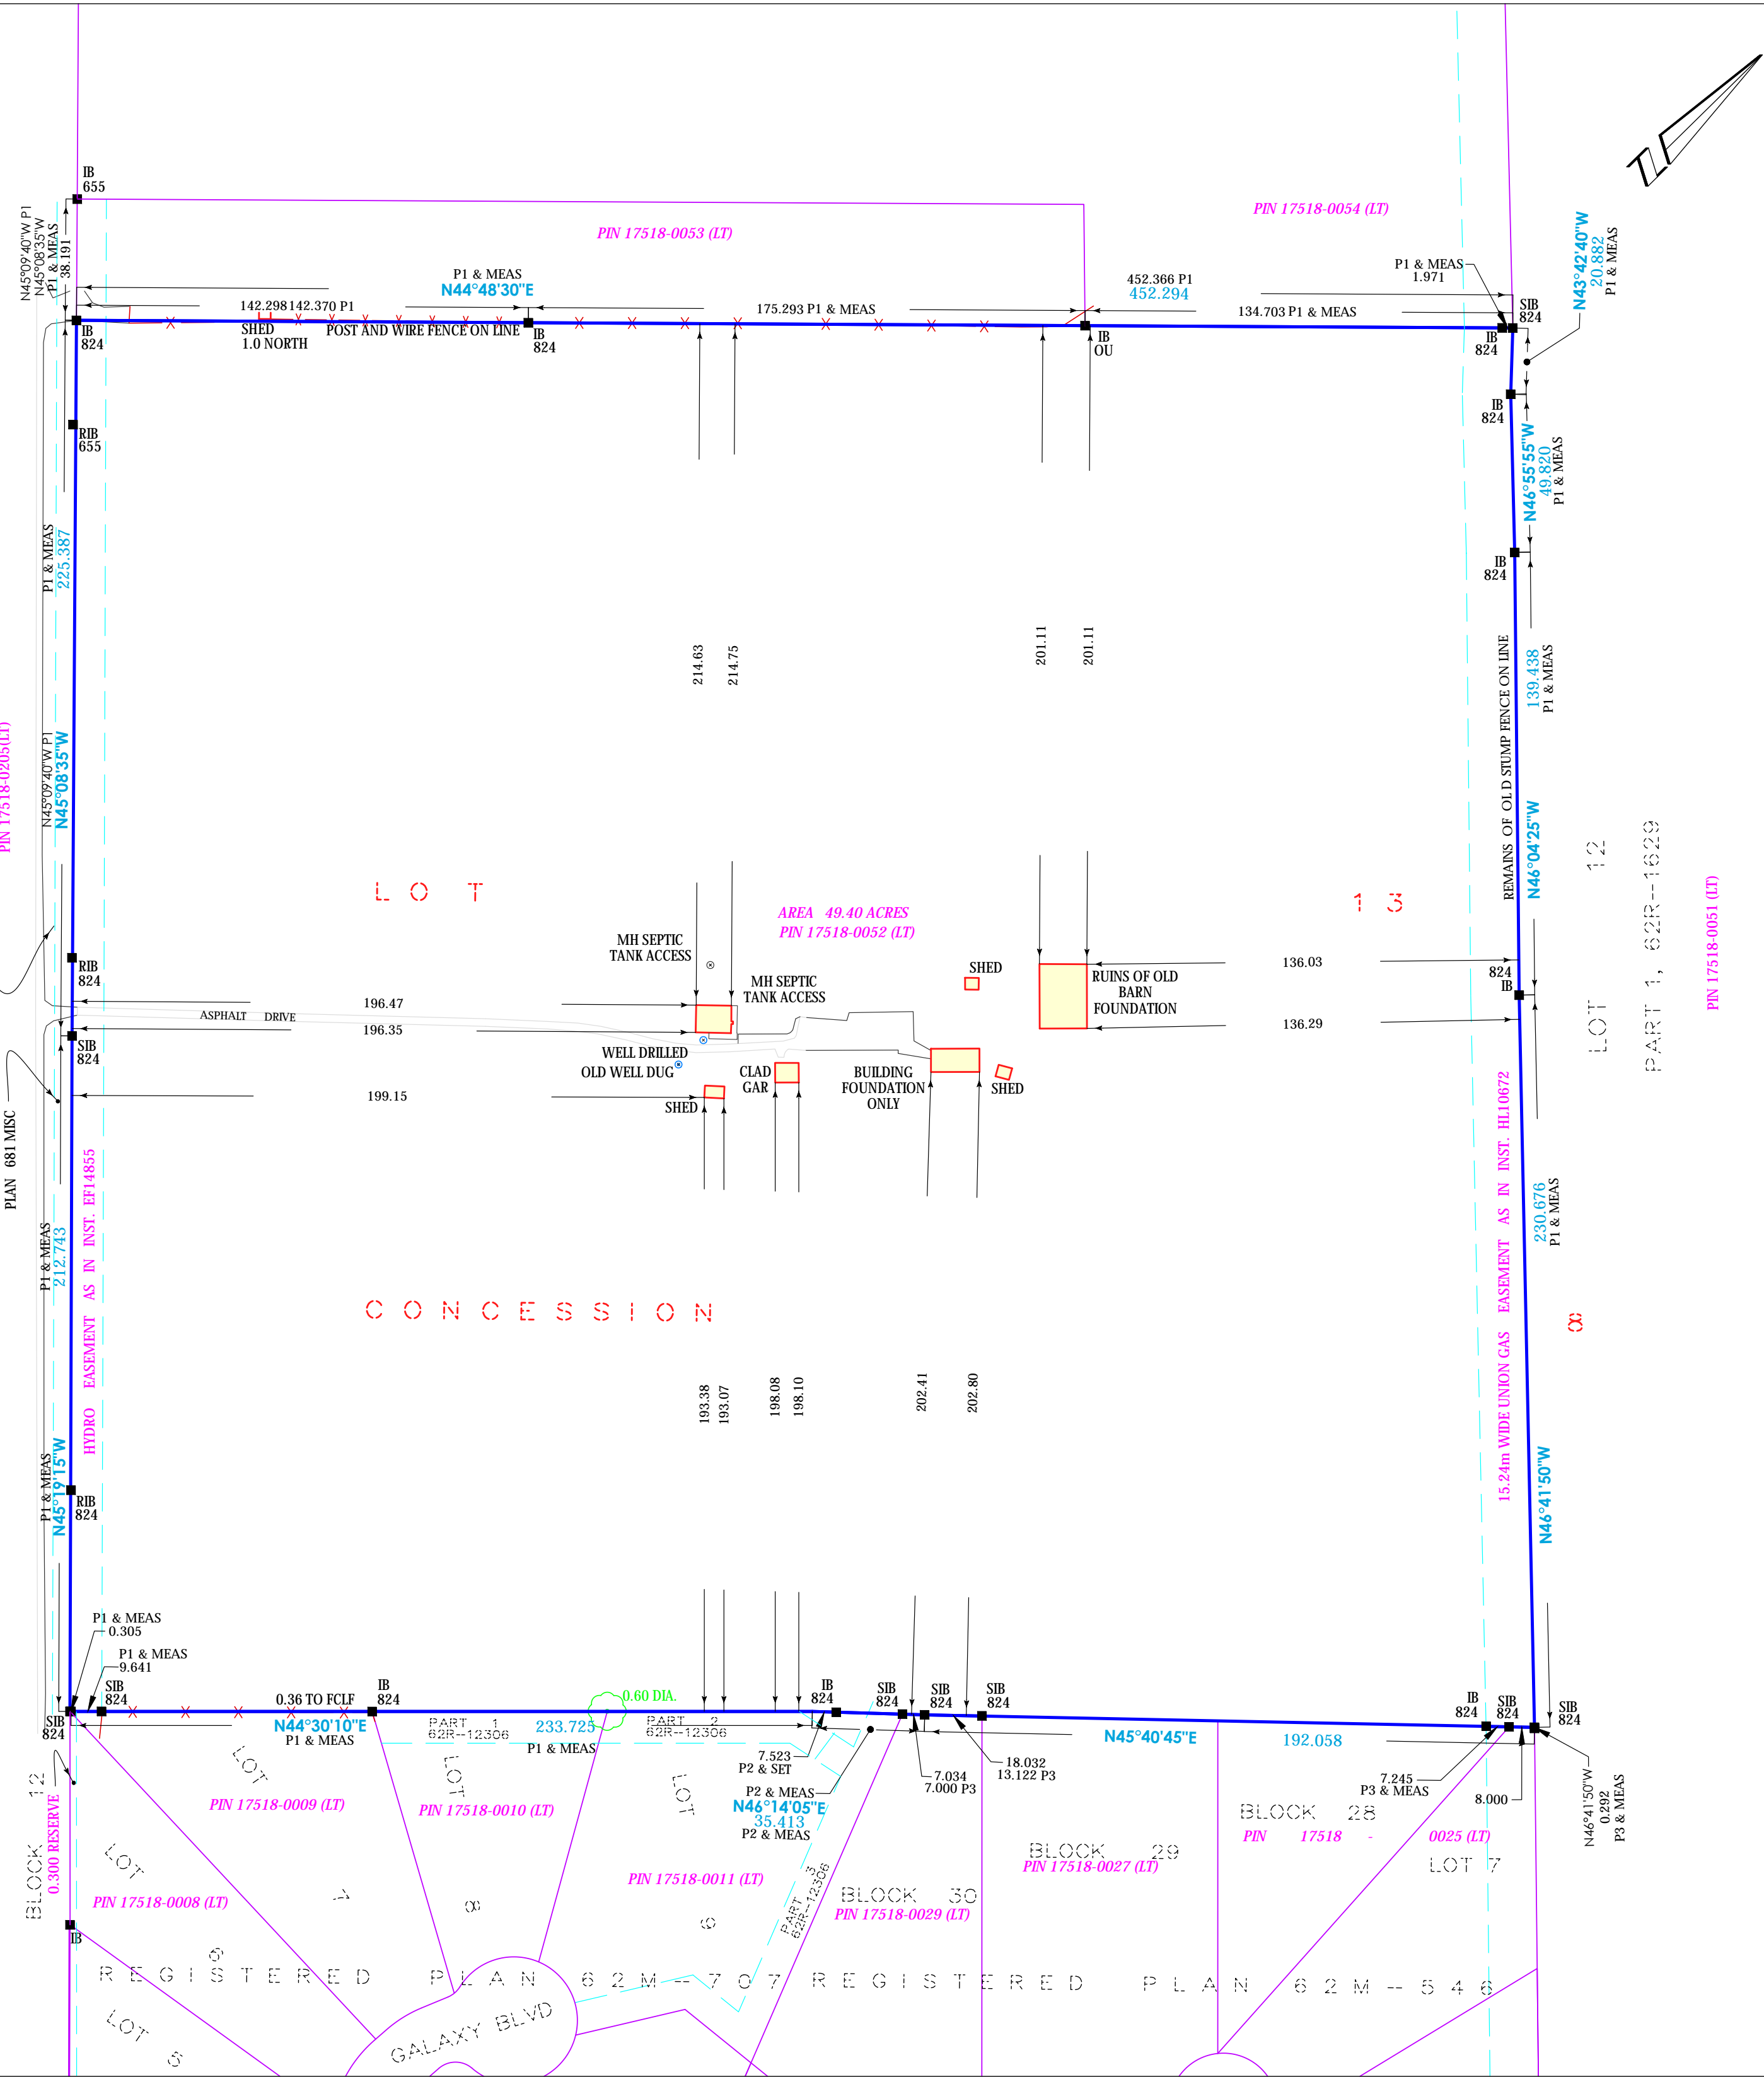 IB
655
N45°09'40"W P1
N45°08'35"W
P1 & MEAS
38.191
PIN 17518-0053 (LT)
PIN 17518-0054 (LT)
N43°42'40"W
20.882
P1 & MEAS
P1 & MEAS
N44°48'30"E
452.366 P1
452.294
P1 & MEAS
1.971
SIB
824
142.298 142.370 P1
175.293 P1 & MEAS
134.703 P1 & MEAS
IB
824
SHED
1.0 NORTH
POST AND WIRE FENCE ON LINE
IB
824
IB
OU
IB
824
IB
824
RIB
655
N46°55'55"W
49.820
P1 & MEAS
P1 & MEAS
225.387
IB
824
214.63
214.75
201.11
201.11
REMAINS OF OLD STUMP FENCE ON LINE
139.438
P1 & MEAS
PIN 17518-0205(LT)
N45°09'40"W P1
N45°08'35"W
N46°04'25"W
LOT 12
PART 1, 62R-1629
PIN 17518-0051 (LT)
LOT
13
AREA 49.40 ACRES
PIN 17518-0052 (LT)
MH SEPTIC
TANK ACCESS
RIB
824
MH SEPTIC
TANK ACCESS
SHED
RUINS OF OLD
BARN
FOUNDATION
136.03
824
IB
196.47
ASPHALT DRIVE
196.35
136.29
SIB
824
WELL DRILLED
OLD WELL DUG
CLAD
GAR
BUILDING
FOUNDATION
ONLY
SHED
199.15
SHED
PLAN 681 MISC
HYDRO EASEMENT AS IN INST. EF14855
15.24m WIDE UNION GAS EASEMENT AS IN INST. HL10672
P1 & MEAS
212.743
230.676
P1 & MEAS
CONCESSION
8
193.38
193.07
198.08
198.10
202.41
202.80
P1 & MEAS
N45°19'15"W
RIB
824
N46°41'50"W
P1 & MEAS
0.305
P1 & MEAS
9.641
SIB
824
0.36 TO FCLF
IB
824
0.60 DIA.
IB
824
SIB
824
SIB
824
SIB
824
IB
824
SIB
824
SIB
824
SIB
824
N44°30'10"E
P1 & MEAS
PART 1
62R-12306
233.725
P1 & MEAS
PART 2
62R-12306
N45°40'45"E
192.058
7.523
P2 & SET
18.032
13.122 P3
7.034
7.000 P3
7.245
P3 & MEAS
8.000
N46°41'50"W
0.292
P3 & MEAS
P2 & MEAS
N46°14'05"E
35.413
P2 & MEAS
BLOCK 12
0.300 RESERVE
LOT 7
PIN 17518-0009 (LT)
LOT 8
PIN 17518-0010 (LT)
LOT 9
PIN 17518-0011 (LT)
PART 3
62R-12306
BLOCK 28
PIN 17518 - 0025 (LT)
LOT 7
BLOCK 29
PIN 17518-0027 (LT)
BLOCK 30
PIN 17518-0029 (LT)
LOT 6
PIN 17518-0008 (LT)
IB
REGISTERED PLAN 62M-707
REGISTERED PLAN 62M-546
LOT 5
GALAXY BLVD